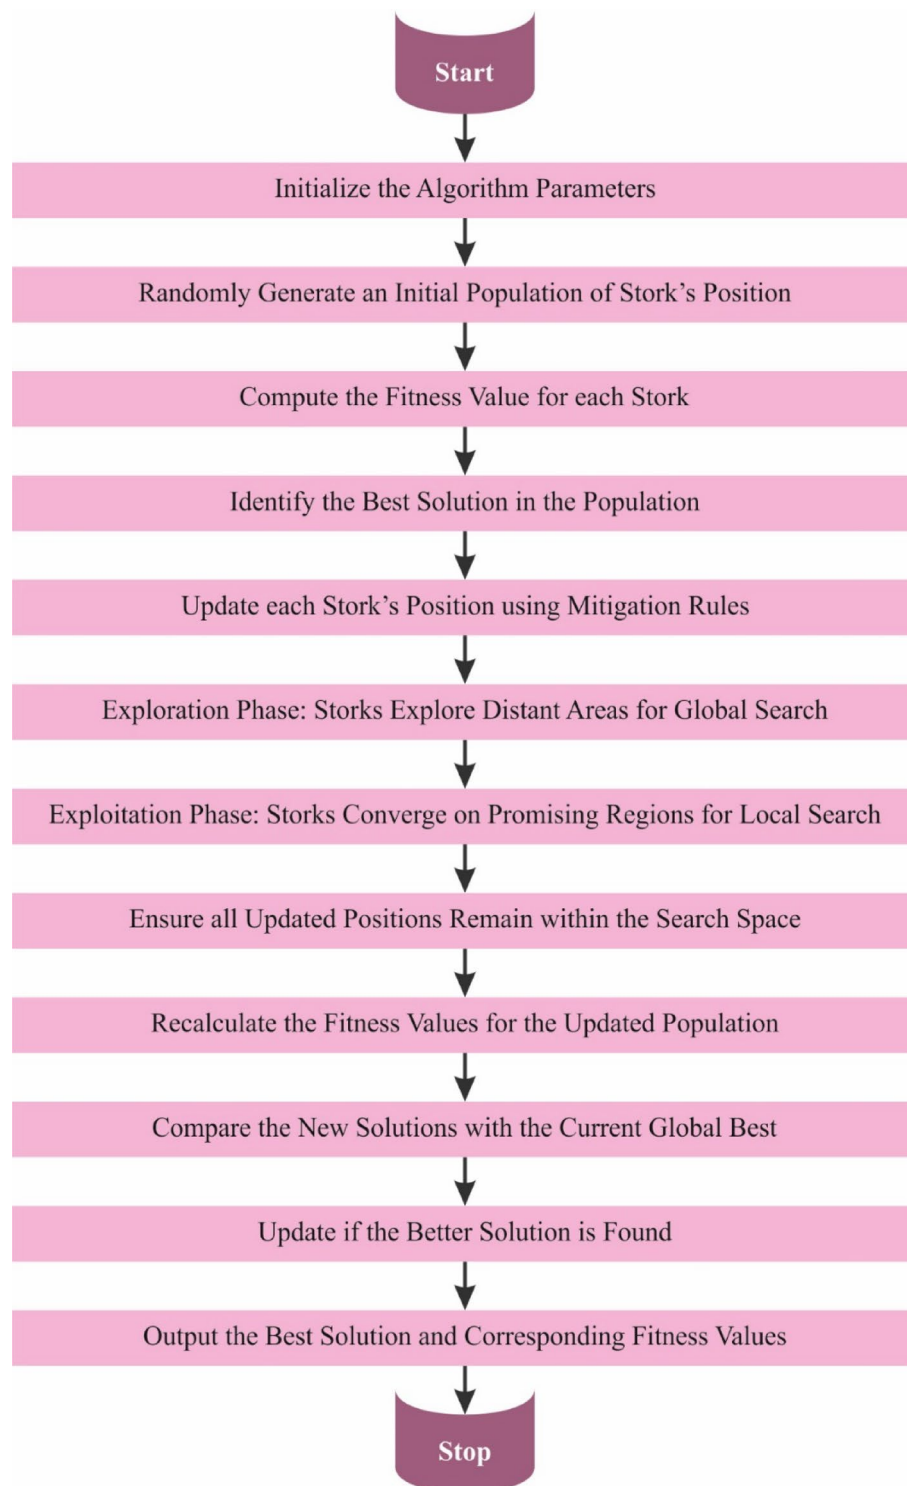 Start
Initialize the Algorithm Parameters
Randomly Generate an Initial Population of Stork’s Position
Compute the Fitness Value for each Stork
Identify the Best Solution in the Population
Update each Stork’s Position using Mitigation Rules
Exploration Phase: Storks Explore Distant Areas for Global Search
Exploitation Phase: Storks Converge on Promising Regions for Local Search
Ensure all Updated Positions Remain within the Search Space
Recalculate the Fitness Values for the Updated Population
Compare the New Solutions with the Current Global Best
Update if the Better Solution is Found
Output the Best Solution and Corresponding Fitness Values
Stop